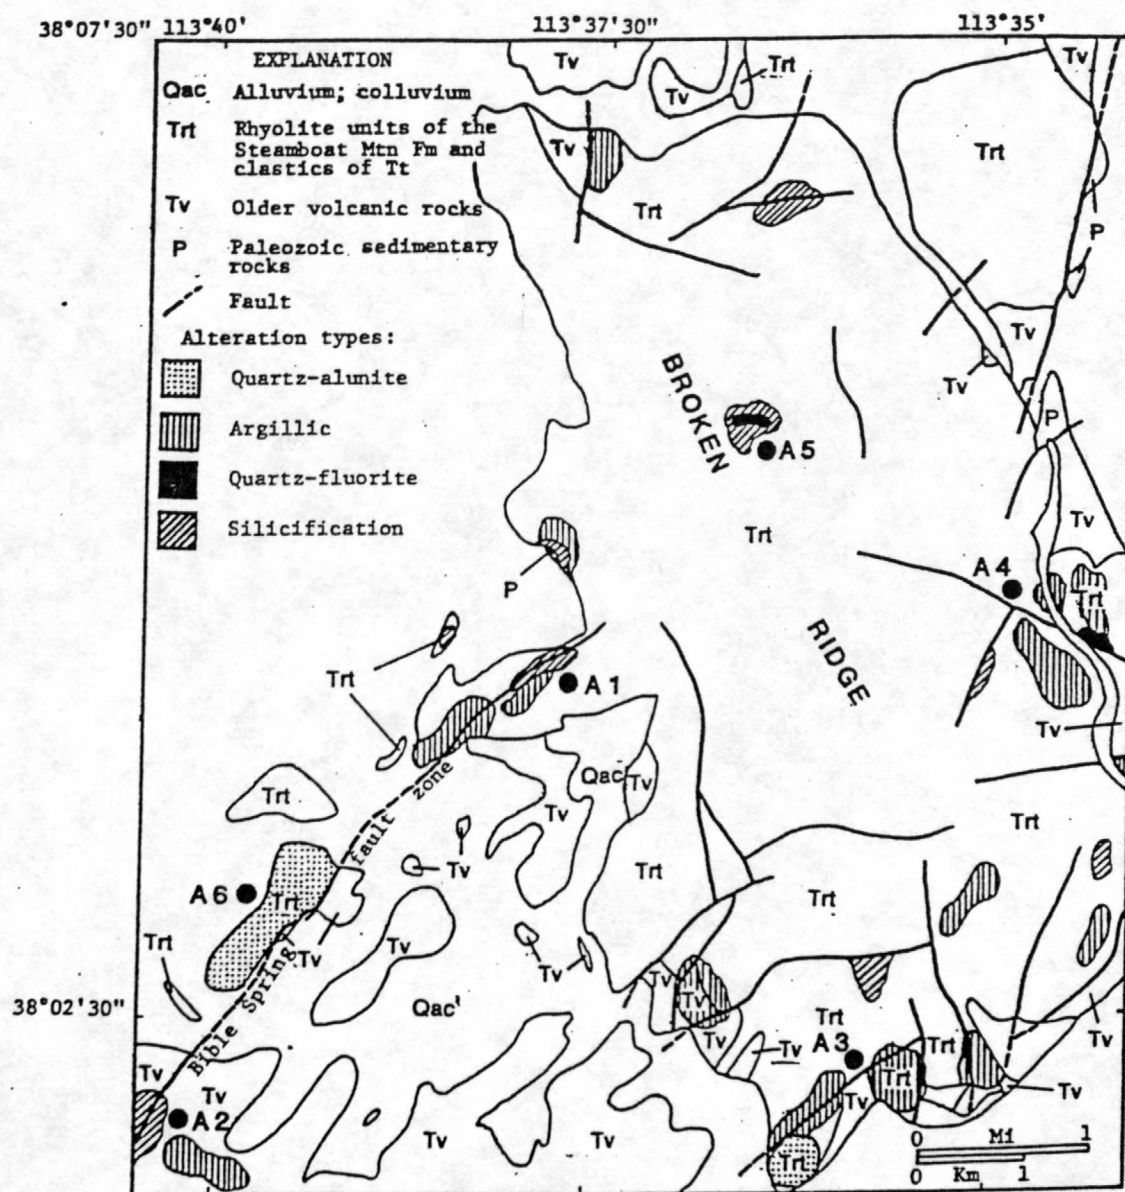 38°07'30" 113°40' 113°37'30" 113°35'
EXPLANATION
Qac Alluvium; colluvium
Trt Rhyolite units of the
Steamboat Mtn Fm and
clastics of Tt
Tv Older volcanic rocks
P Paleozoic sedimentary
rocks
Fault
Alteration types:
Quartz-alunite
Argillic
Quartz-fluorite
Silicification
Tv
Trt
Tv
Tv
Tv
Trt
Trt
P
Tv
Tv
BROKEN
P
A5
Tv
Trt
A4
Trt
P
RIDGE
Trt
A1
Tv
Qac
Tv
zone
Trt
Tv
Trt
fault
Tv
Trt
Trt
A6
Trt
Trt
Tv
Tv
Tv
Tv
Tv
38°02'30"
Bible Spring
Qac
Tv
Trt
Trt
Tv
A3
Tv
Tv
Trt
Tv
Tv
Tv
A2
Tv
Tv
Trt
0 Mi 1
0 Km 1